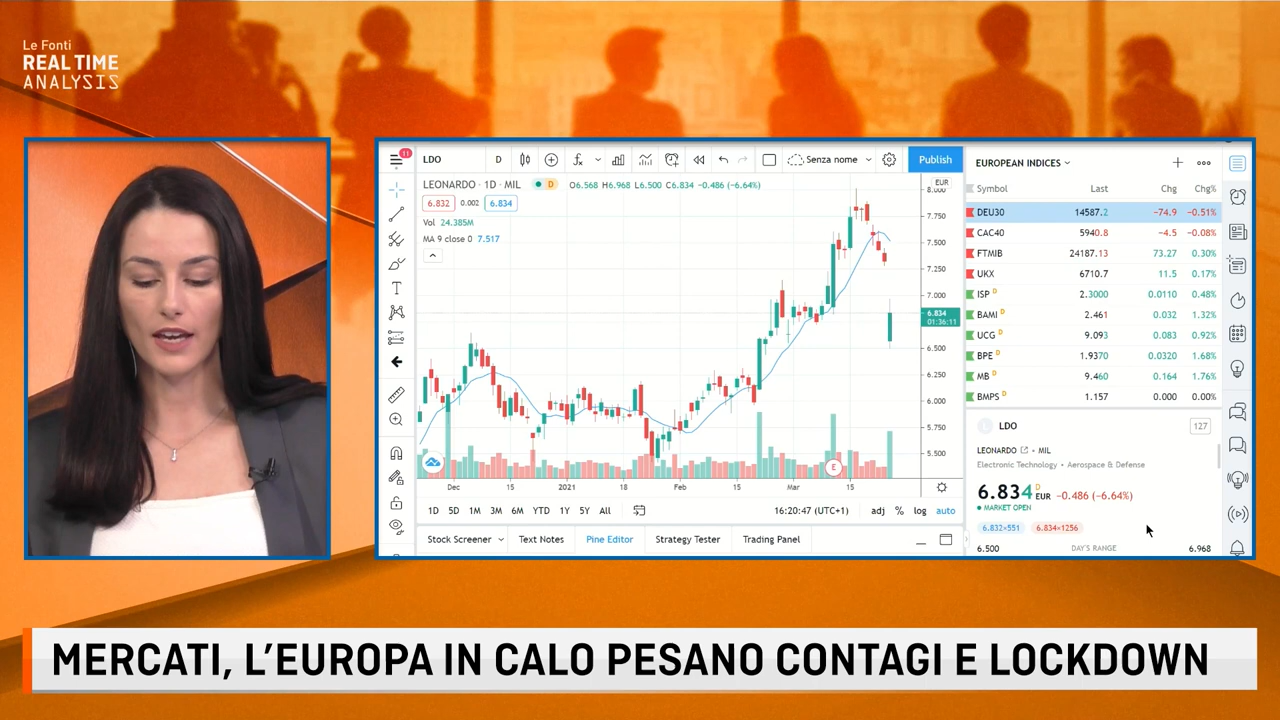 Le Fonti
REAL TIME
ANALYSIS
11
LDO
D
Senza nome
Publish
LEONARDO · 1D · MIL
D
O6.568 H6.968 L6.500 C6.834 -0.486 (-6.64%)
6.832
0.002
6.834
Vol 24.385M
MA 9 close 0 7.517
EUR
8.000
7.750
7.500
7.250
7.000
6.834
01:36:11
6.500
6.250
6.000
5.750
5.500
E
Dec 15 2021 18 Feb 15 Mar 15
1D 5D 1M 3M 6M YTD 1Y 5Y All
16:20:47 (UTC+1)
adj % log auto
Stock Screener
Text Notes
Pine Editor
Strategy Tester
Trading Panel
EUROPEAN INDICES
Symbol Last Chg Chg%
DEU30 14587.2 -74.9 -0.51%
CAC40 5940.8 -4.5 -0.08%
FTMIB 24187.13 73.27 0.30%
UKX 6710.7 11.5 0.17%
ISP D 2.3000 0.0110 0.48%
BAMI D 2.461 0.032 1.32%
UCG D 9.093 0.083 0.92%
BPE D 1.9370 0.0320 1.68%
MB D 9.460 0.164 1.76%
BMPS D 1.157 0.000 0.00%
LDO
127
LEONARDO · MIL
Electronic Technology • Aerospace & Defense
6.834 D EUR -0.486 (-6.64%)
MARKET OPEN
6.832×551
6.834×1256
6.500 DAY'S RANGE 6.968
MERCATI, L'EUROPA IN CALO PESANO CONTAGI E LOCKDOWN